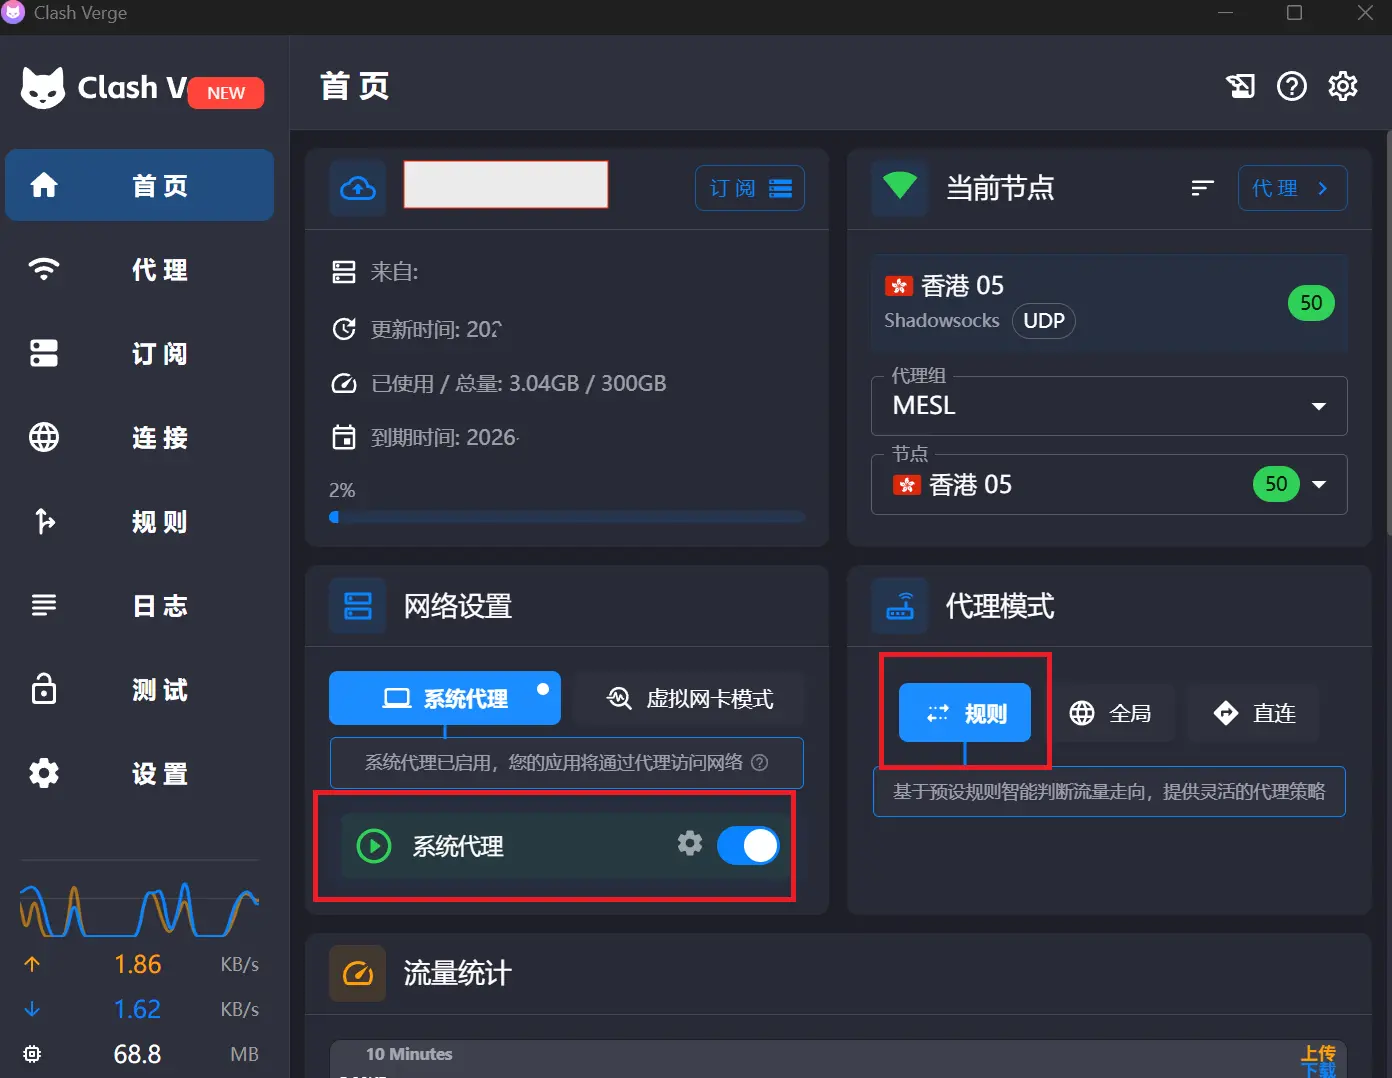 Clash Verge
Clash V
NEW
首页
首页
代理
订阅
连接
规则
日志
测试
设置
1.86 KB/s
1.62 KB/s
68.8 MB
订阅
来自:
更新时间: 202
已使用 / 总量: 3.04GB / 300GB
到期时间: 2026
2%
当前节点
代理
香港 05
Shadowsocks UDP
50
代理组
MESL
节点
香港 05
50
网络设置
系统代理
虚拟网卡模式
系统代理已启用，您的应用将通过代理访问网络
系统代理
代理模式
规则
全局
直连
基于预设规则智能判断流量走向，提供灵活的代理策略
流量统计
10 Minutes
上传
下载